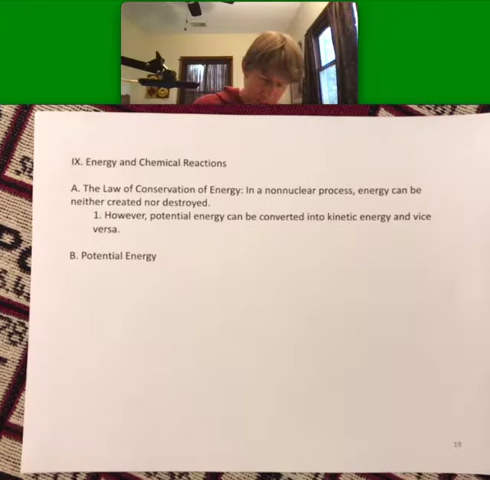 IX. Energy and Chemical Reactions
A. The Law of Conservation of Energy: In a nonnuclear process, energy can be
neither created nor destroyed.
1. However, potential energy can be converted into kinetic energy and vice
versa.
B. Potential Energy
78